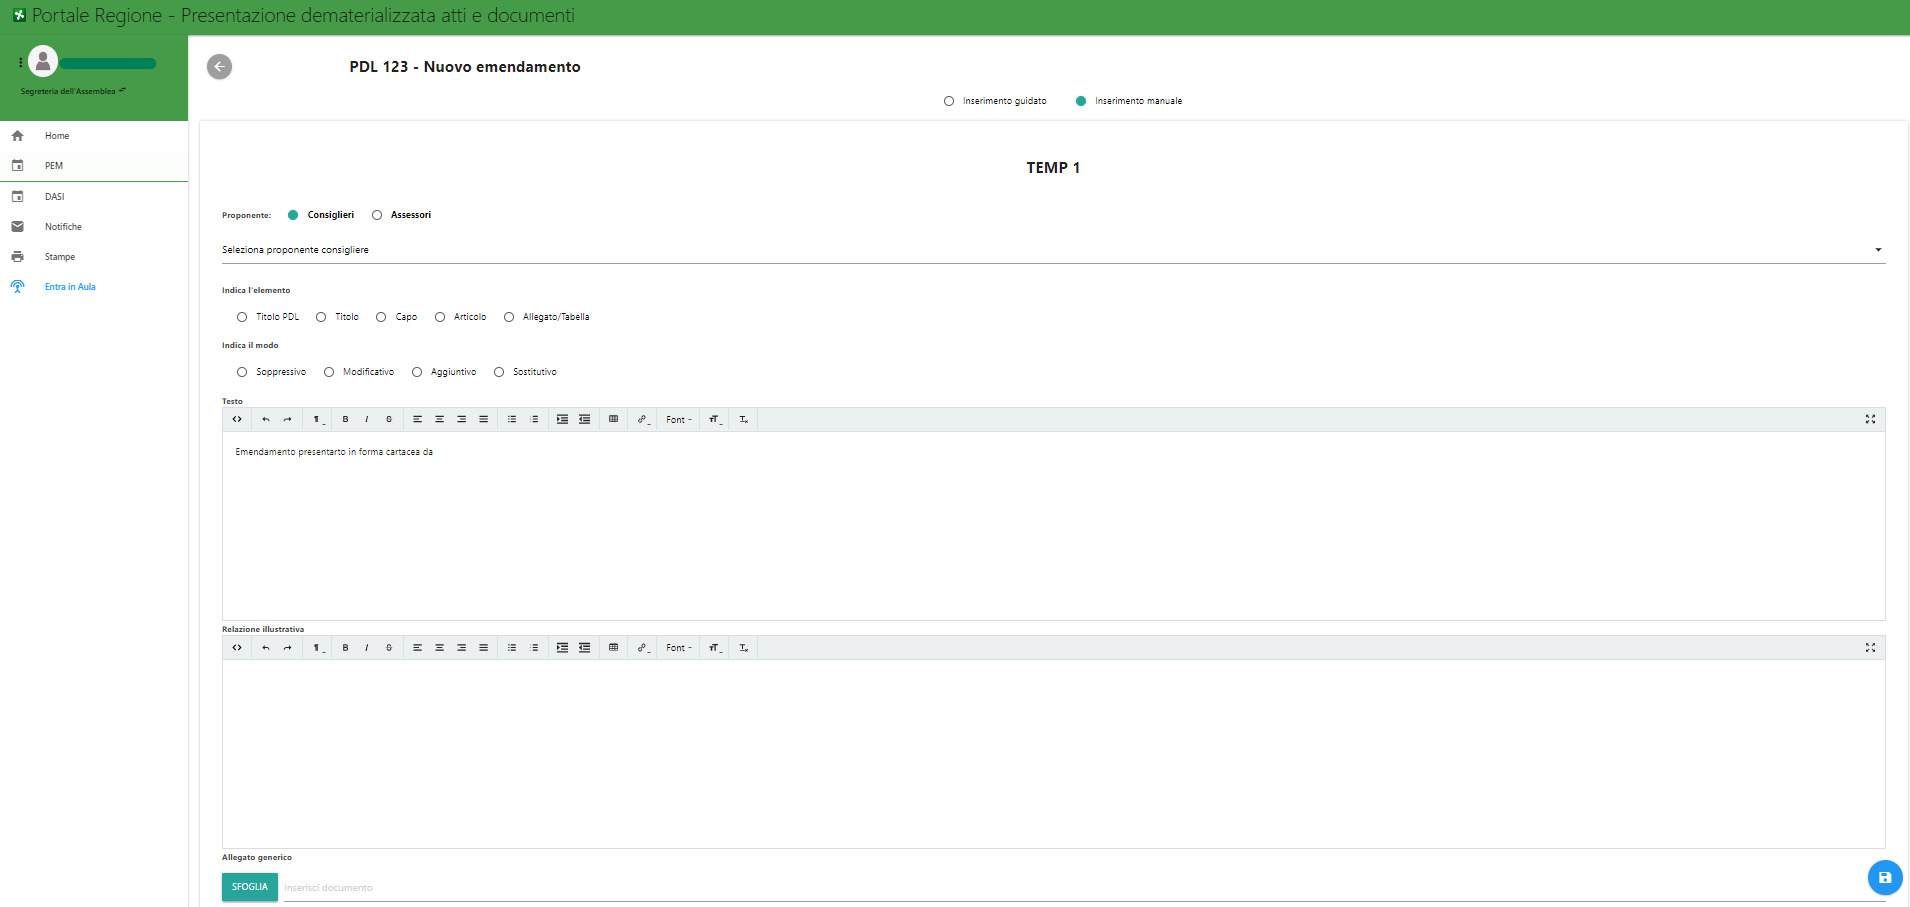 Portale Regione - Presentazione dematerializzata atti e documenti
Segreteria dell'Assemblea
Home
PEM
DASI
Notifiche
Stampe
Entra in Aula
PDL 123 - Nuovo emendamento
Inserimento guidato Inserimento manuale
TEMP 1
Proponente: Consiglieri Assessori
Seleziona proponente consigliere
Indica l'elemento
Titolo PDL Titolo Capo Articolo Allegato/Tabella
Indica il modo
Soppressivo Modificativo Aggiuntivo Sostitutivo
Testo
Font
Emendamento presentarto in forma cartacea da
Relazione illustrativa
Font
Allegato generico
SFOGLIA Inserisci documento